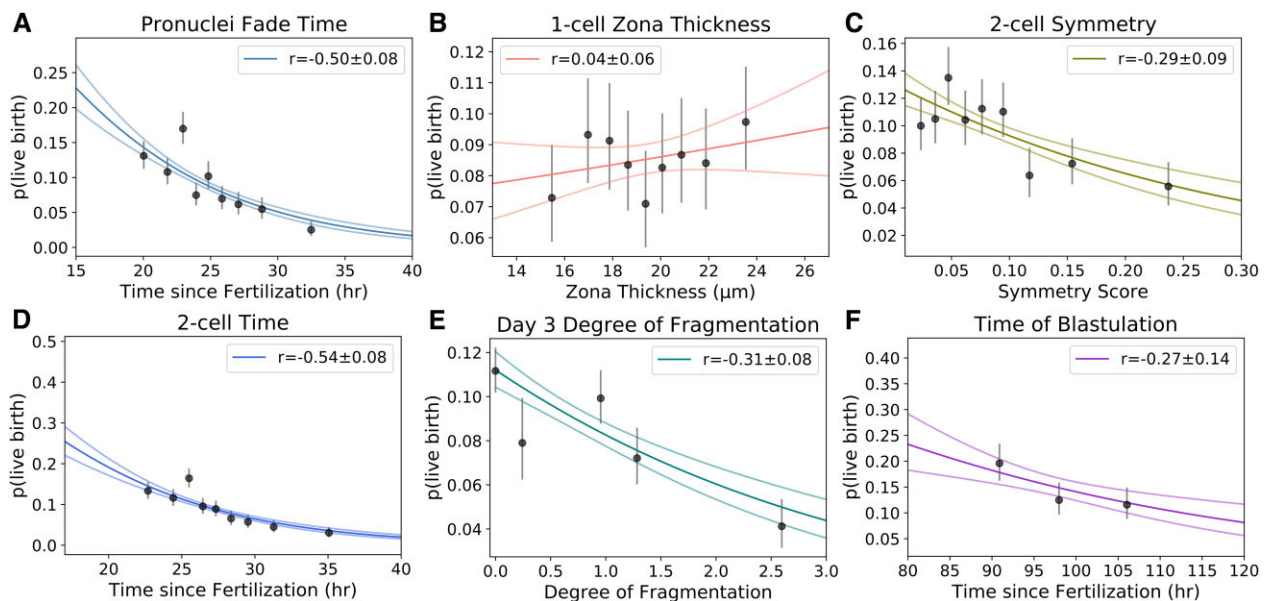 A
Pronuclei Fade Time
r=-0.50±0.08
p(live birth)
0.25
0.20
0.15
0.10
0.05
0.00
15 20 25 30 35 40
Time since Fertilization (hr)
B
1-cell Zona Thickness
r=0.04±0.06
p(live birth)
0.12
0.11
0.10
0.09
0.08
0.07
0.06
14 16 18 20 22 24 26
Zona Thickness (μm)
C
2-cell Symmetry
r=-0.29±0.09
p(live birth)
0.16
0.14
0.12
0.10
0.08
0.06
0.04
0.02
0.05 0.10 0.15 0.20 0.25 0.30
Symmetry Score
D
2-cell Time
r=-0.54±0.08
p(live birth)
0.5
0.4
0.3
0.2
0.1
0.0
20 25 30 35 40
Time since Fertilization (hr)
E
Day 3 Degree of Fragmentation
r=-0.31±0.08
p(live birth)
0.12
0.10
0.08
0.06
0.04
0.0 0.5 1.0 1.5 2.0 2.5 3.0
Degree of Fragmentation
F
Time of Blastulation
r=-0.27±0.14
p(live birth)
0.40
0.35
0.30
0.25
0.20
0.15
0.10
0.05
80 85 90 95 100 105 110 115 120
Time since Fertilization (hr)